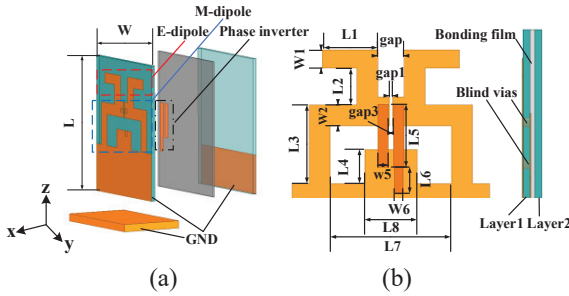 M-dipole
W
E-dipole
Phase inverter
L
z
x
y
GND
(a)
L1
gap
Bonding film
W1
L2
gap1
W2
gap3
Blind vias
L3
L4
L5
w5
L6
W6
L8
L7
Layer1
Layer2
(b)